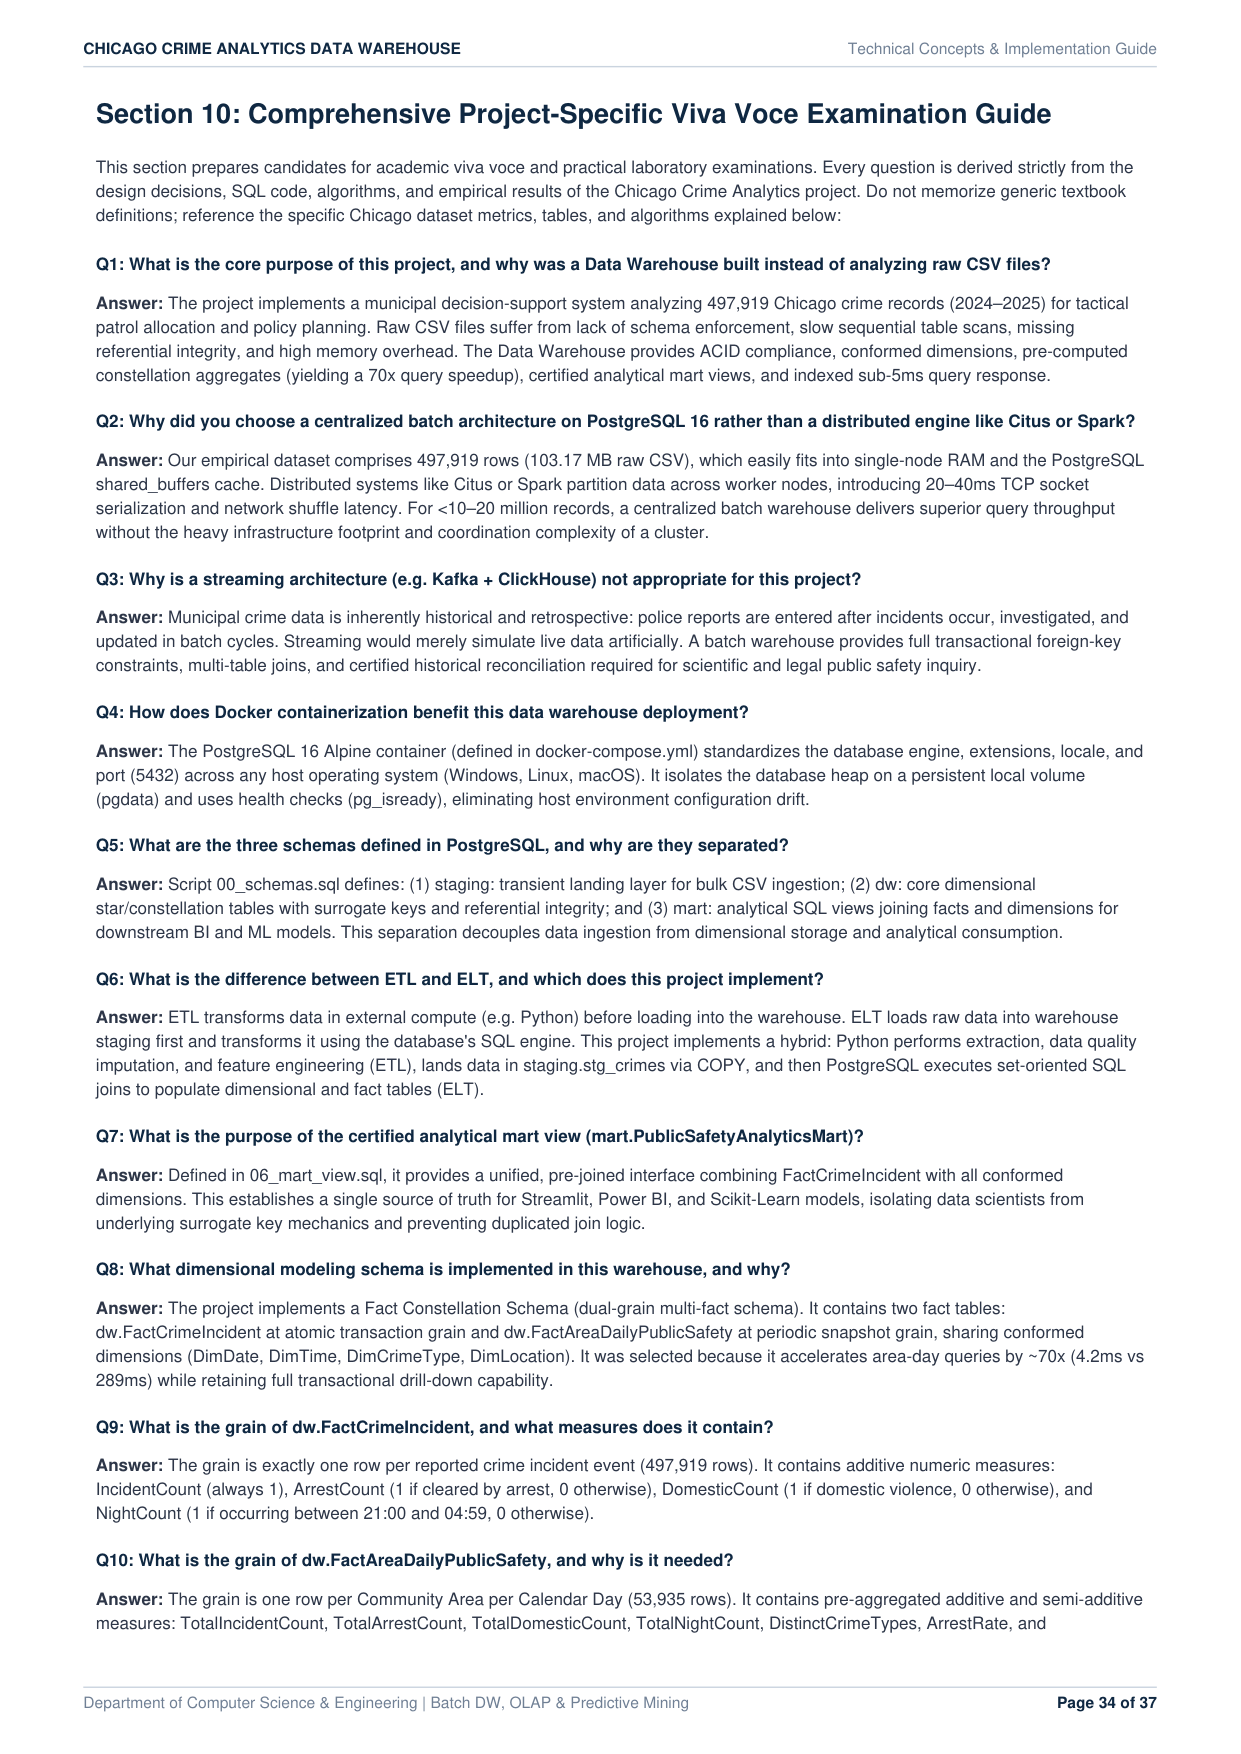 CHICAGO CRIME ANALYTICS DATA WAREHOUSE
Technical Concepts & Implementation Guide
Section 10: Comprehensive Project-Specific Viva Voce Examination Guide
This section prepares candidates for academic viva voce and practical laboratory examinations. Every question is derived strictly from the
design decisions, SQL code, algorithms, and empirical results of the Chicago Crime Analytics project. Do not memorize generic textbook
definitions; reference the specific Chicago dataset metrics, tables, and algorithms explained below:
Q1: What is the core purpose of this project, and why was a Data Warehouse built instead of analyzing raw CSV files?
Answer: The project implements a municipal decision-support system analyzing 497,919 Chicago crime records (2024–2025) for tactical
patrol allocation and policy planning. Raw CSV files suffer from lack of schema enforcement, slow sequential table scans, missing
referential integrity, and high memory overhead. The Data Warehouse provides ACID compliance, conformed dimensions, pre-computed
constellation aggregates (yielding a 70x query speedup), certified analytical mart views, and indexed sub-5ms query response.
Q2: Why did you choose a centralized batch architecture on PostgreSQL 16 rather than a distributed engine like Citus or Spark?
Answer: Our empirical dataset comprises 497,919 rows (103.17 MB raw CSV), which easily fits into single-node RAM and the PostgreSQL
shared_buffers cache. Distributed systems like Citus or Spark partition data across worker nodes, introducing 20–40ms TCP socket
serialization and network shuffle latency. For <10–20 million records, a centralized batch warehouse delivers superior query throughput
without the heavy infrastructure footprint and coordination complexity of a cluster.
Q3: Why is a streaming architecture (e.g. Kafka + ClickHouse) not appropriate for this project?
Answer: Municipal crime data is inherently historical and retrospective: police reports are entered after incidents occur, investigated, and
updated in batch cycles. Streaming would merely simulate live data artificially. A batch warehouse provides full transactional foreign-key
constraints, multi-table joins, and certified historical reconciliation required for scientific and legal public safety inquiry.
Q4: How does Docker containerization benefit this data warehouse deployment?
Answer: The PostgreSQL 16 Alpine container (defined in docker-compose.yml) standardizes the database engine, extensions, locale, and
port (5432) across any host operating system (Windows, Linux, macOS). It isolates the database heap on a persistent local volume
(pgdata) and uses health checks (pg_isready), eliminating host environment configuration drift.
Q5: What are the three schemas defined in PostgreSQL, and why are they separated?
Answer: Script 00_schemas.sql defines: (1) staging: transient landing layer for bulk CSV ingestion; (2) dw: core dimensional
star/constellation tables with surrogate keys and referential integrity; and (3) mart: analytical SQL views joining facts and dimensions for
downstream BI and ML models. This separation decouples data ingestion from dimensional storage and analytical consumption.
Q6: What is the difference between ETL and ELT, and which does this project implement?
Answer: ETL transforms data in external compute (e.g. Python) before loading into the warehouse. ELT loads raw data into warehouse
staging first and transforms it using the database's SQL engine. This project implements a hybrid: Python performs extraction, data quality
imputation, and feature engineering (ETL), lands data in staging.stg_crimes via COPY, and then PostgreSQL executes set-oriented SQL
joins to populate dimensional and fact tables (ELT).
Q7: What is the purpose of the certified analytical mart view (mart.PublicSafetyAnalyticsMart)?
Answer: Defined in 06_mart_view.sql, it provides a unified, pre-joined interface combining FactCrimeIncident with all conformed
dimensions. This establishes a single source of truth for Streamlit, Power BI, and Scikit-Learn models, isolating data scientists from
underlying surrogate key mechanics and preventing duplicated join logic.
Q8: What dimensional modeling schema is implemented in this warehouse, and why?
Answer: The project implements a Fact Constellation Schema (dual-grain multi-fact schema). It contains two fact tables:
dw.FactCrimeIncident at atomic transaction grain and dw.FactAreaDailyPublicSafety at periodic snapshot grain, sharing conformed
dimensions (DimDate, DimTime, DimCrimeType, DimLocation). It was selected because it accelerates area-day queries by ~70x (4.2ms vs
289ms) while retaining full transactional drill-down capability.
Q9: What is the grain of dw.FactCrimeIncident, and what measures does it contain?
Answer: The grain is exactly one row per reported crime incident event (497,919 rows). It contains additive numeric measures:
IncidentCount (always 1), ArrestCount (1 if cleared by arrest, 0 otherwise), DomesticCount (1 if domestic violence, 0 otherwise), and
NightCount (1 if occurring between 21:00 and 04:59, 0 otherwise).
Q10: What is the grain of dw.FactAreaDailyPublicSafety, and why is it needed?
Answer: The grain is one row per Community Area per Calendar Day (53,935 rows). It contains pre-aggregated additive and semi-additive
measures: TotalIncidentCount, TotalArrestCount, TotalDomesticCount, TotalNightCount, DistinctCrimeTypes, ArrestRate, and
Department of Computer Science & Engineering | Batch DW, OLAP & Predictive Mining
Page 34 of 37